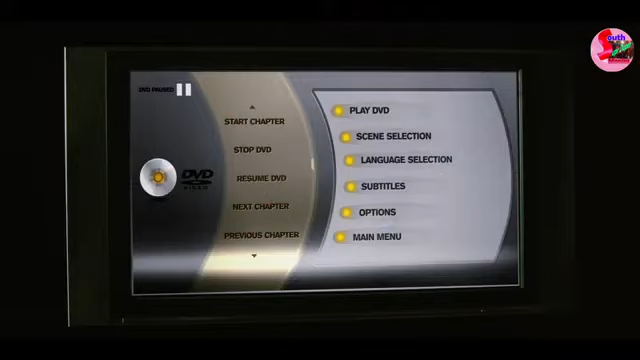 DVD PAUSED
START CHAPTER
STOP DVD
RESUME DVD
NEXT CHAPTER
PREVIOUS CHAPTER
DVD
VIDEO
PLAY DVD
SCENE SELECTION
LANGUAGE SELECTION
SUBTITLES
OPTIONS
MAIN MENU
South